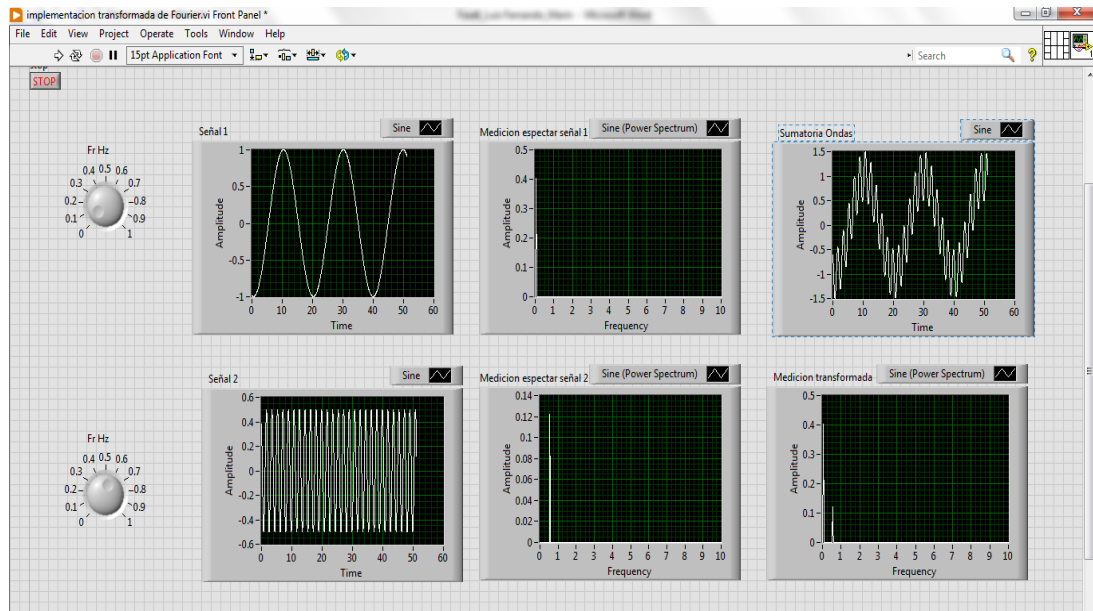 implementacion transformada de Fourier.vi Front Panel *
File Edit View Project Operate Tools Window Help
15pt Application Font
Search
STOP
Señal 1
Sine
Medicion espectar señal 1
Sine (Power Spectrum)
Sumatoria Ondas
Sine
Fr Hz
0 0.1 0.2 0.3 0.4 0.5 0.6 0.7 0.8 0.9 1
Amplitude
1
0.5
0
-0.5
-1
0 10 20 30 40 50 60
Time
Amplitude
0.5
0.4
0.3
0.2
0.1
0
0 1 2 3 4 5 6 7 8 9 10
Frequency
Amplitude
1.5
1
0.5
0.0
-0.5
-1
-1.5
0 10 20 30 40 50 60
Time
Señal 2
Sine
Medicion espectar señal 2
Sine (Power Spectrum)
Medicion transformada
Sine (Power Spectrum)
Fr Hz
0 0.1 0.2 0.3 0.4 0.5 0.6 0.7 0.8 0.9 1
Amplitude
0.6
0.4
0.2
0
-0.2
-0.4
-0.6
0 10 20 30 40 50 60
Time
Amplitude
0.14
0.12
0.1
0.08
0.06
0.04
0.02
0
0 1 2 3 4 5 6 7 8 9 10
Frequency
Amplitude
0.5
0.4
0.3
0.2
0.1
0
0 1 2 3 4 5 6 7 8 9 10
Frequency